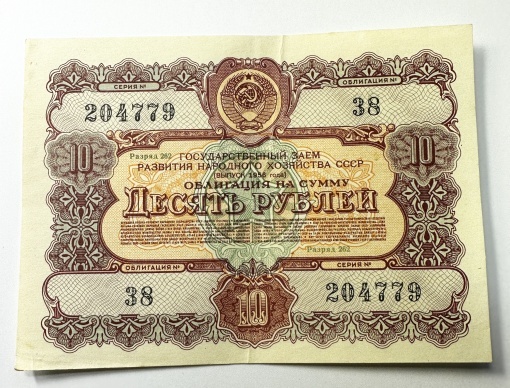 СЕРИЯ №
ОБЛИГАЦИЯ №
204779
38
Разряд 262
ГОСУДАРСТВЕННЫЙ ЗАЕМ
10
РАЗВИТИЯ НАРОДНОГО ХОЗЯЙСТВА СССР
10
(ВЫПУСК 1956 года)
ОБЛИГАЦИЯ НА СУММУ
ДЕСЯТЬ РУБЛЕЙ
Разряд 262
ОБЛИГАЦИЯ №
СЕРИЯ №
38
10
204779